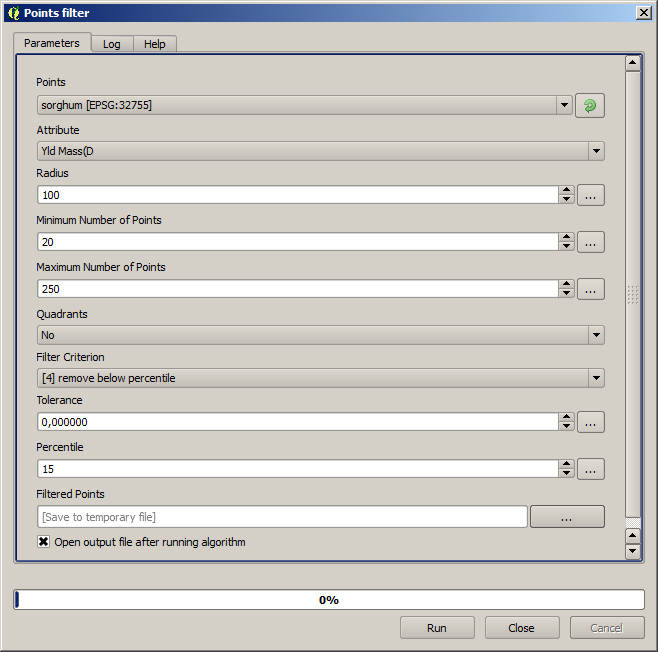 Points filter
Parameters Log Help
Points
sorghum [EPSG:32755]
Attribute
Yld Mass(D
Radius
100
...
Minimum Number of Points
20
...
Maximum Number of Points
250
...
Quadrants
No
Filter Criterion
[4] remove below percentile
Tolerance
0,000000
...
Percentile
15
...
Filtered Points
[Save to temporary file]
...
Open output file after running algorithm
0%
Run Close Cancel